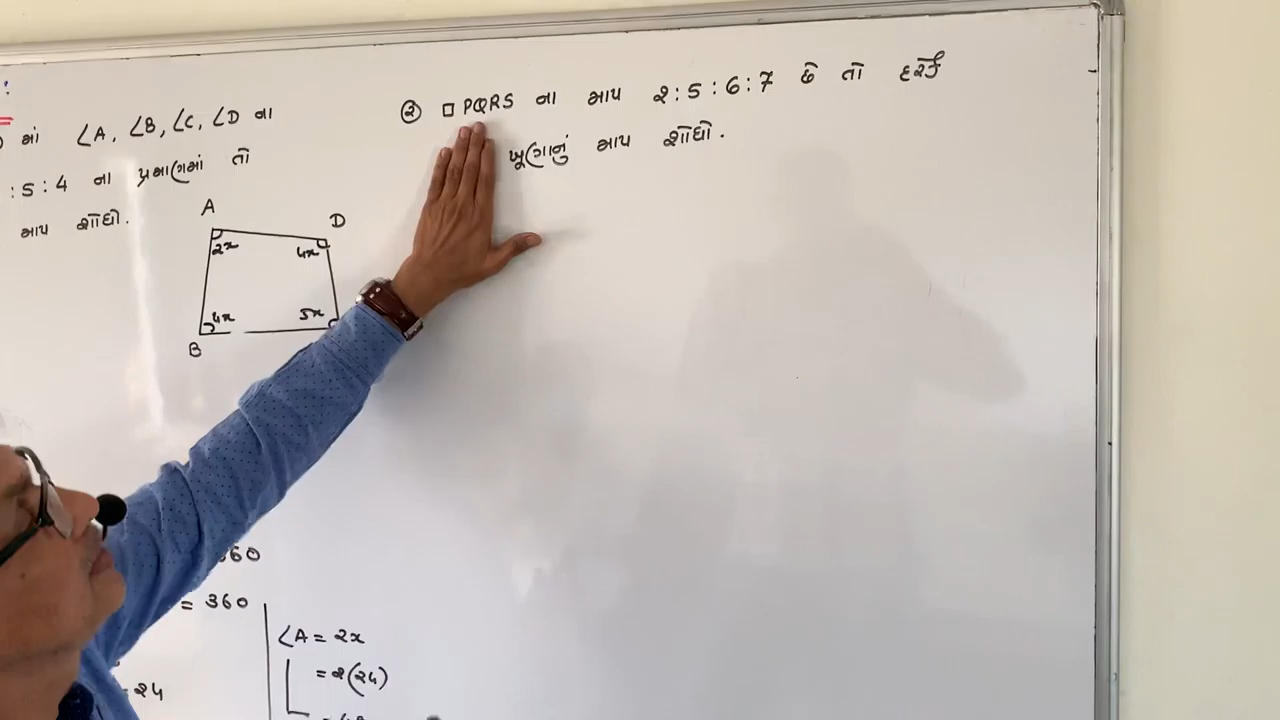 :
માં ∠A, ∠B, ∠C, ∠D ના
:5:4 ના પ્રમાણમાં તો
માપ શોધો.
A
D
2x
4x
4x
5x
B
360
= 360
24
∠A = 2x
= 2(24)
② □PQRS ના માપ 2:5:6:7 છે તો દરેક
ખૂણાનું માપ શોધો.